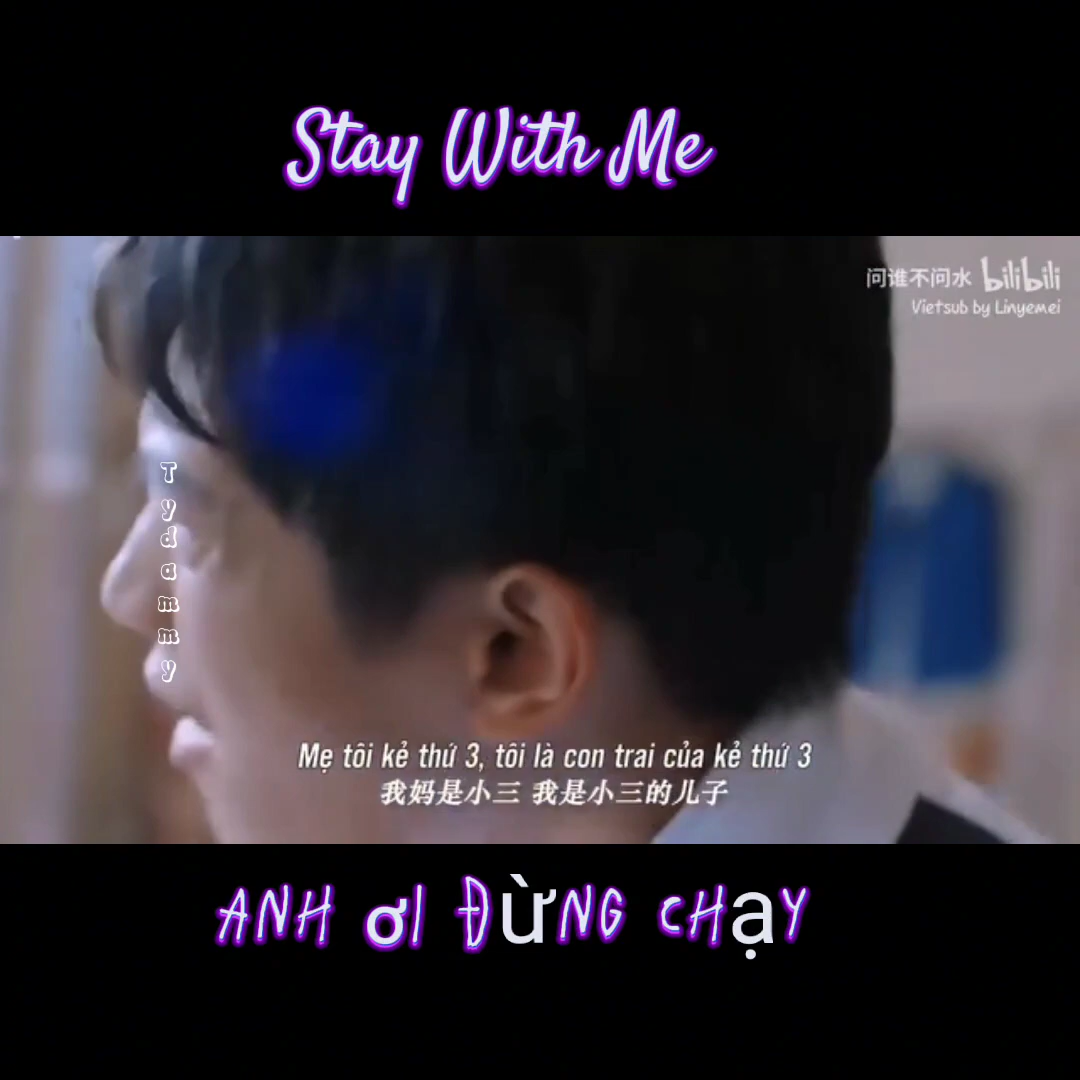 Stay With Me
问谁不问水 bilibili
Vietsub by Linyemei
Tydammy
Mẹ tôi kẻ thứ 3, tôi là con trai của kẻ thứ 3
我妈是小三 我是小三的儿子
ANH ƠI ĐừNG CHạY